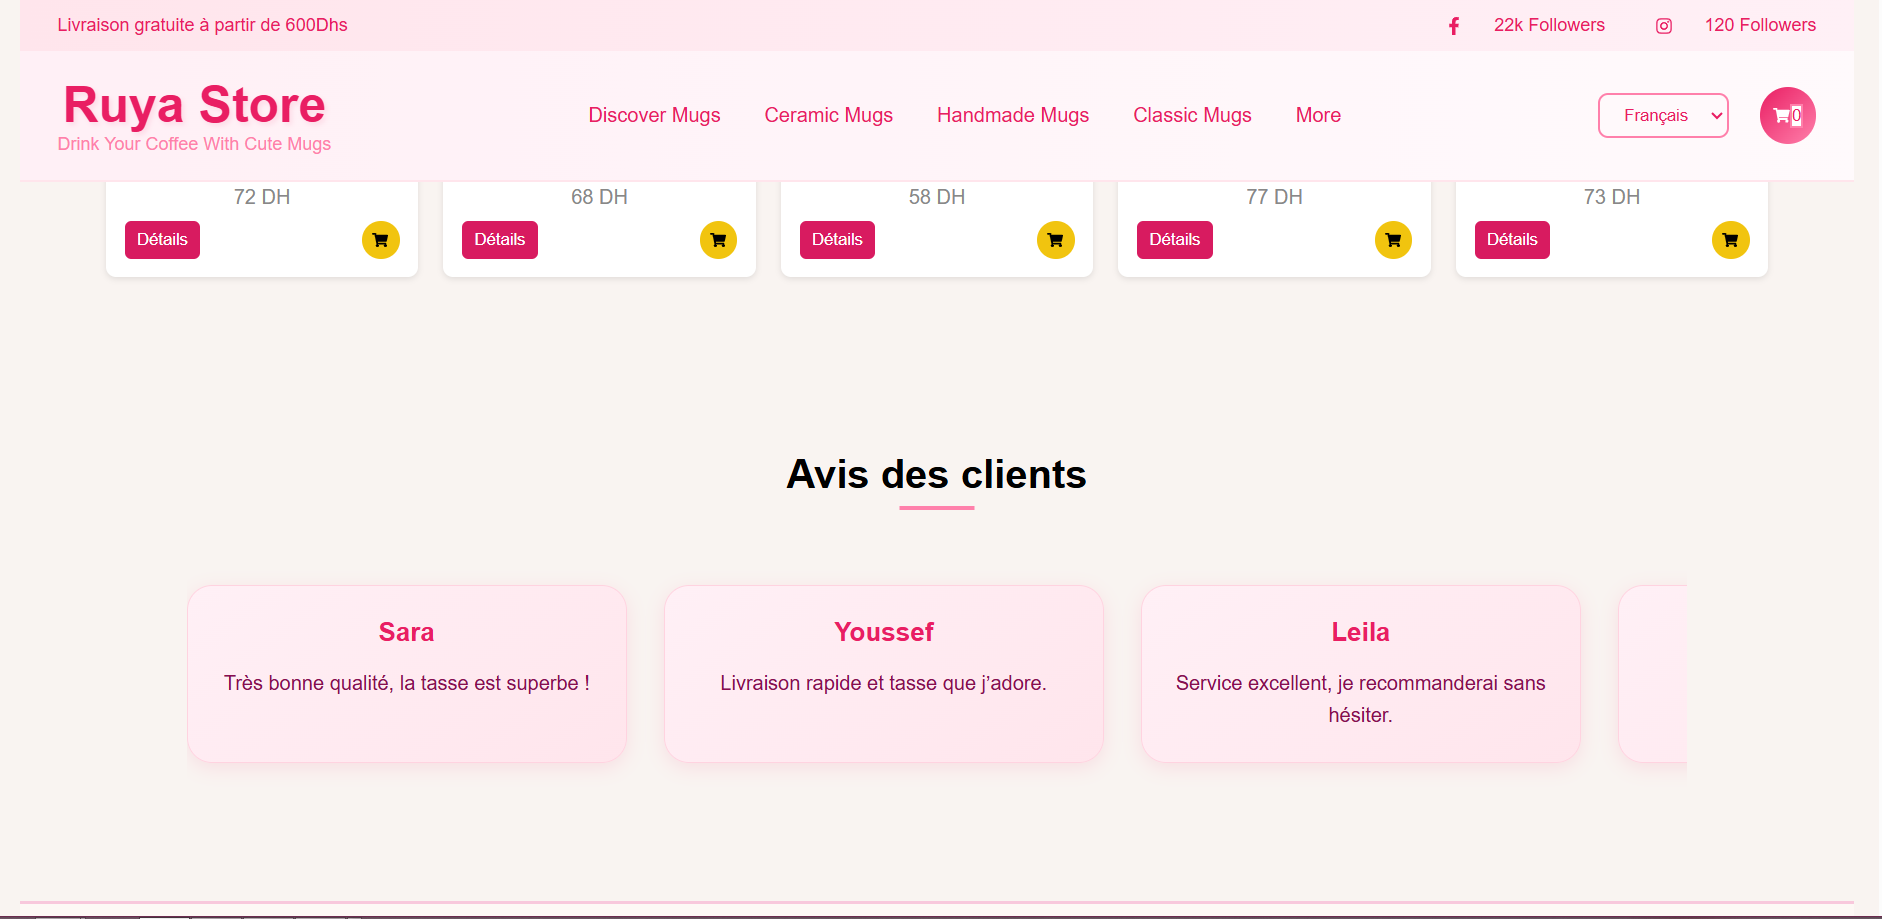 Livraison gratuite à partir de 600Dhs
22k Followers
120 Followers
Ruya Store
Drink Your Coffee With Cute Mugs
Discover Mugs
Ceramic Mugs
Handmade Mugs
Classic Mugs
More
Français
0
72 DH
68 DH
58 DH
77 DH
73 DH
Détails
Détails
Détails
Détails
Détails
Avis des clients
Sara
Très bonne qualité, la tasse est superbe !
Youssef
Livraison rapide et tasse que j’adore.
Leila
Service excellent, je recommanderai sans
hésiter.